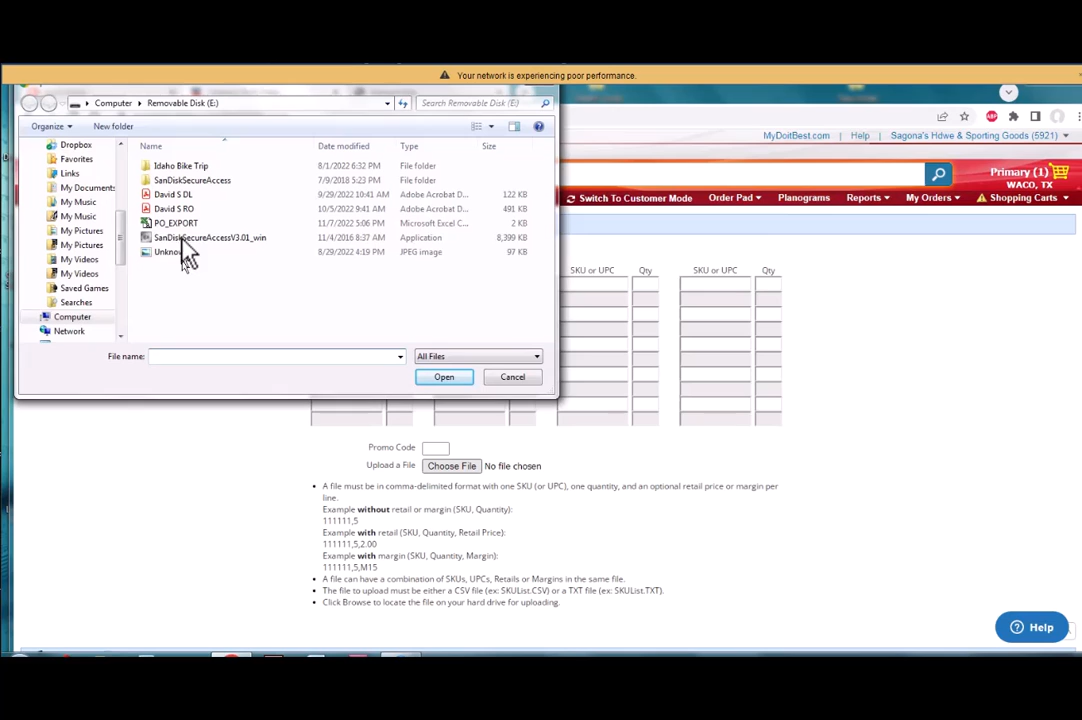 Your network is experiencing poor performance.
Computer
Removable Disk (E:)
Search Removable Disk (E:)
Organize
New folder
Dropbox
Favorites
Links
My Documents
My Music
My Music
My Pictures
My Pictures
My Videos
My Videos
Saved Games
Searches
Computer
Network
Name Date modified Type Size
Idaho Bike Trip 8/1/2022 6:32 PM File folder
SanDiskSecureAccess 7/9/2018 5:23 PM File folder
David S DL 9/29/2022 10:41 AM Adobe Acrobat D... 122 KB
David S RO 10/5/2022 9:41 AM Adobe Acrobat D... 491 KB
PO_EXPORT 11/7/2022 5:06 PM Microsoft Excel C... 2 KB
SanDiskSecureAccessV3.01_win 11/4/2016 8:37 AM Application 8,399 KB
Unknow 8/29/2022 4:19 PM JPEG image 97 KB
File name:
All Files
Open
Cancel
ABP
MyDoitBest.com | Help | Sagona's Hdwe & Sporting Goods (5921)
Primary (1)
WACO, TX
Switch To Customer Mode
Order Pad
Planograms
Reports
My Orders
Shopping Carts
SKU or UPC Qty SKU or UPC Qty
Promo Code
Upload a File Choose File No file chosen
• A file must be in comma-delimited format with one SKU (or UPC), one quantity, and an optional retail price or margin per
line.
Example without retail or margin (SKU, Quantity):
111111,5
Example with retail (SKU, Quantity, Retail Price):
111111,5,2.00
Example with margin (SKU, Quantity, Margin):
111111,5,M15
• A file can have a combination of SKUs, UPCs, Retails or Margins in the same file.
• The file to upload must be either a CSV file (ex: SKUList.CSV) or a TXT file (ex: SKUList.TXT).
• Click Browse to locate the file on your hard drive for uploading.
Help